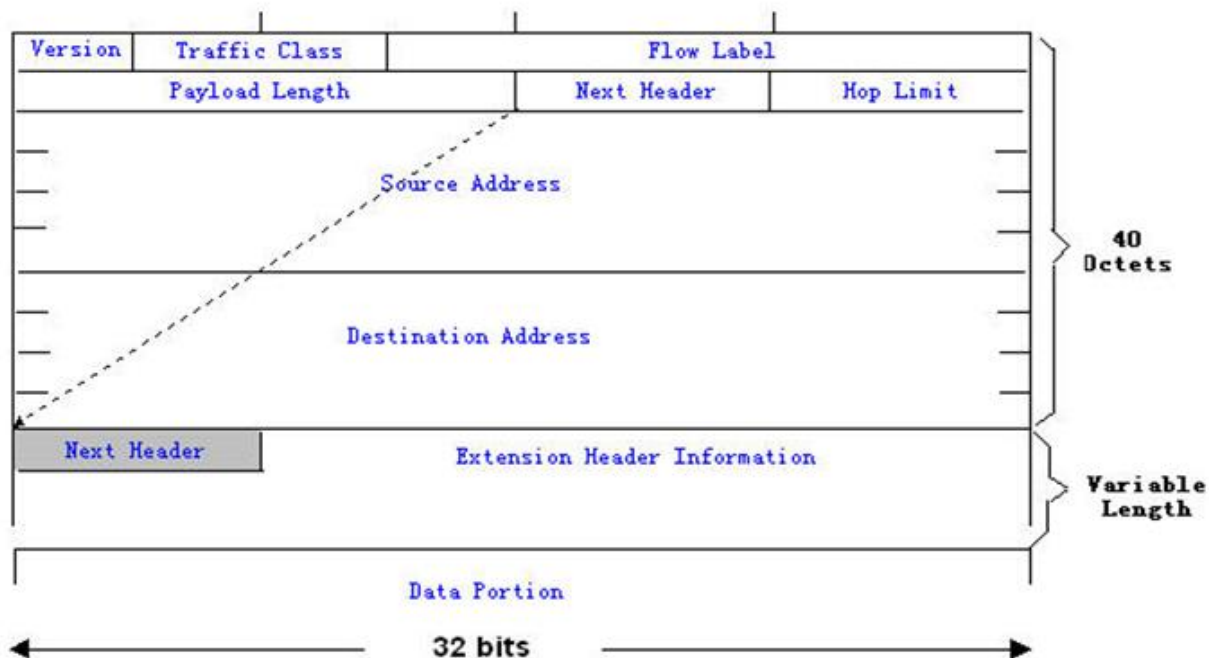 Version Traffic Class Flow Label
Payload Length Next Header Hop Limit
Source Address
40
Octets
Destination Address
Next Header Extension Header Information
Variable
Length
Data Portion
32 bits